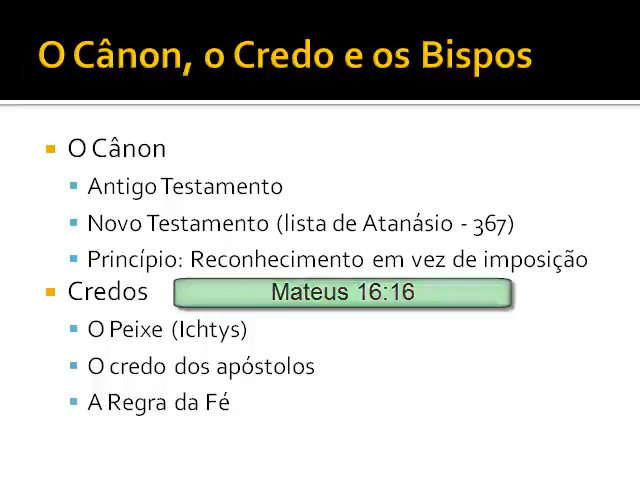 O Cânon, o Credo e os Bispos
O Cânon
Antigo Testamento
Novo Testamento (lista de Atanásio - 367)
Princípio: Reconhecimento em vez de imposição
Credos
Mateus 16:16
O Peixe (Ichtys)
O credo dos apóstolos
A Regra da Fé